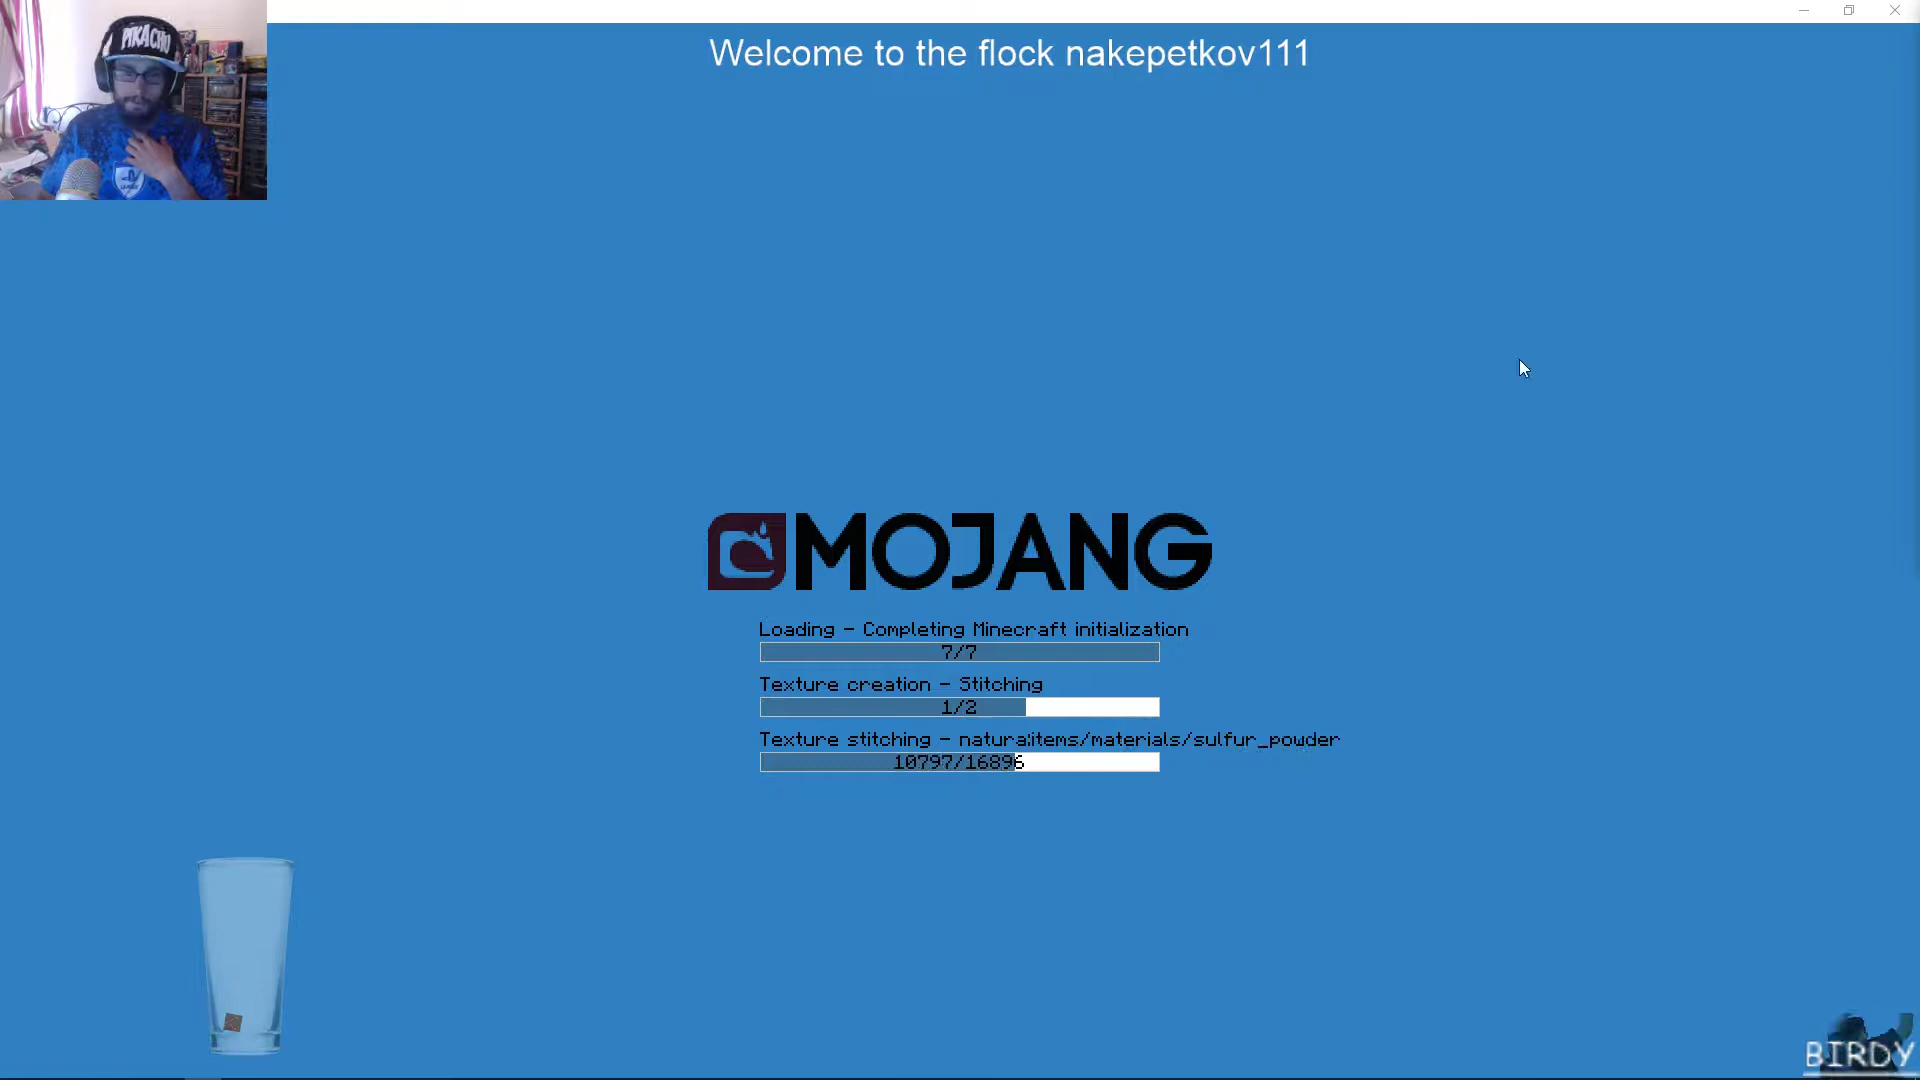 PIKACHU
Welcome to the flock nakepetkov111
MOJANG
Loading - Completing Minecraft initialization
7/7
Texture creation - Stitching
1/2
Texture stitching - natura:items/materials/sulfur_powder
10797/16896
BIRDY